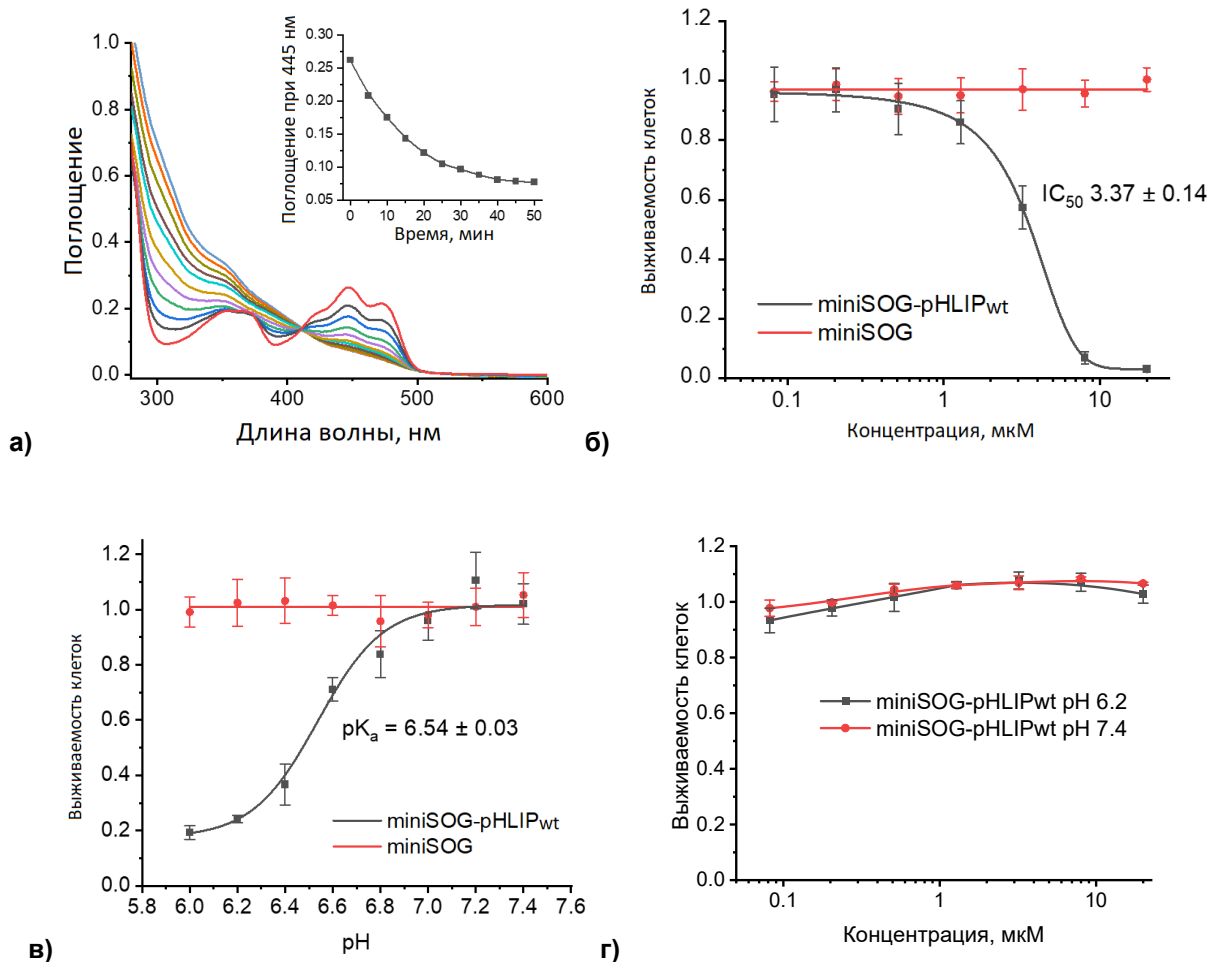 1.0
0.8
0.6
0.4
0.2
0.0
Поглощение
300
400
500
600
Длина волны, нм
0.30
0.25
0.20
0.15
0.10
0.05
Поглощение при 445 нм
0
10
20
30
40
50
Время, мин
а)
1.2
1.0
0.8
0.6
0.4
0.2
0.0
Выживаемость клеток
IC50 3.37 ± 0.14
miniSOG-pHLIPwt
miniSOG
0.1
1
10
Концентрация, мкМ
б)
1.2
1.0
0.8
0.6
0.4
0.2
0.0
Выживаемость клеток
pKa = 6.54 ± 0.03
miniSOG-pHLIPwt
miniSOG
5.8
6.0
6.2
6.4
6.6
6.8
7.0
7.2
7.4
7.6
pH
в)
1.2
1.0
0.8
0.6
0.4
0.2
0.0
Выживаемость клеток
miniSOG-pHLIPwt pH 6.2
miniSOG-pHLIPwt pH 7.4
0.1
1
10
Концентрация, мкМ
г)